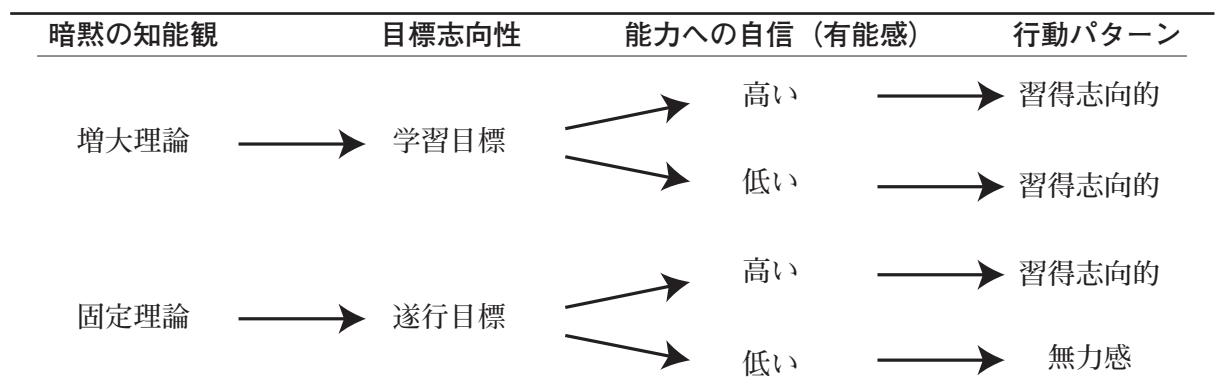 暗黙の知能観 目標志向性 能力への自信（有能感） 行動パターン
高い 習得志向的
増大理論 学習目標
低い 習得志向的
高い 習得志向的
固定理論 遂行目標
低い 無力感